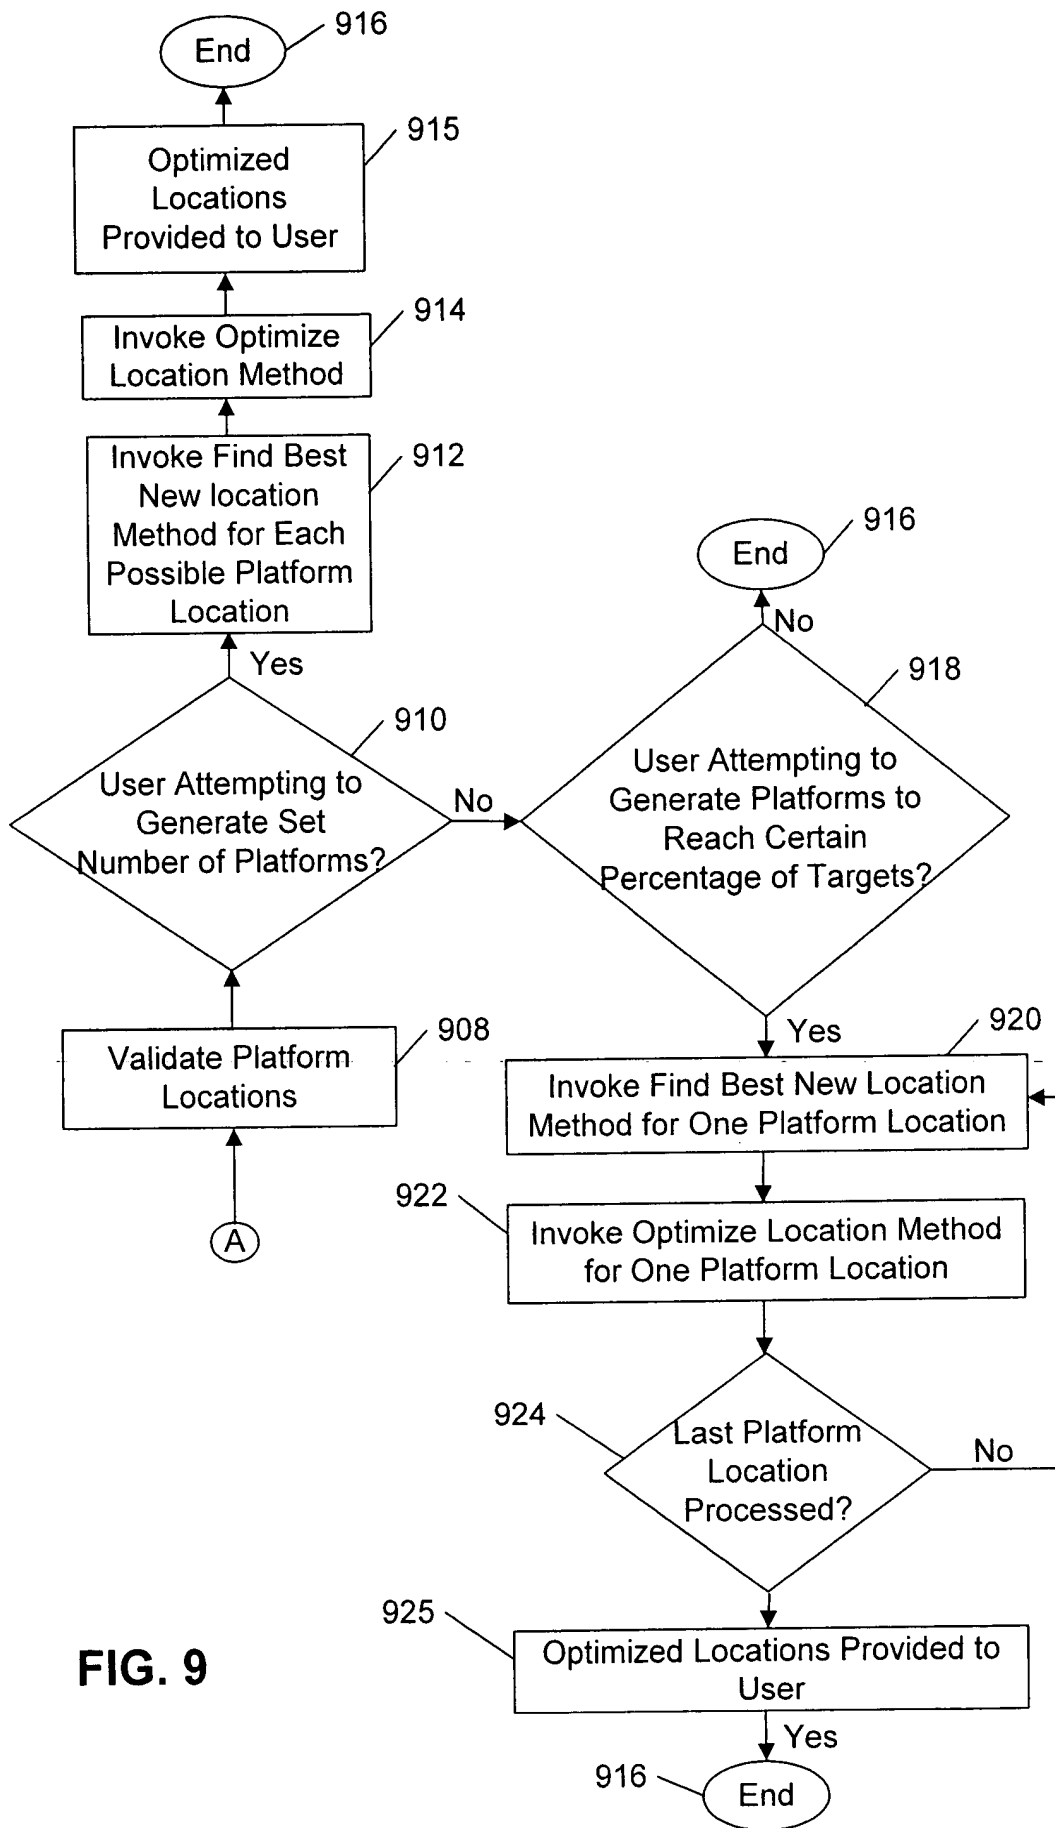 916
End
915
Optimized
Locations
Provided to User
914
Invoke Optimize
Location Method
912
Invoke Find Best
New location
Method for Each
Possible Platform
Location
Yes
910
User Attempting to
Generate Set
Number of Platforms?
No
908
Validate Platform
Locations
A
916
End
No
918
User Attempting to
Generate Platforms to
Reach Certain
Percentage of Targets?
Yes
920
Invoke Find Best New Location
Method for One Platform Location
922
Invoke Optimize Location Method
for One Platform Location
924
Last Platform
Location
Processed?
No
925
Optimized Locations Provided to
User
Yes
916
End
FIG. 9